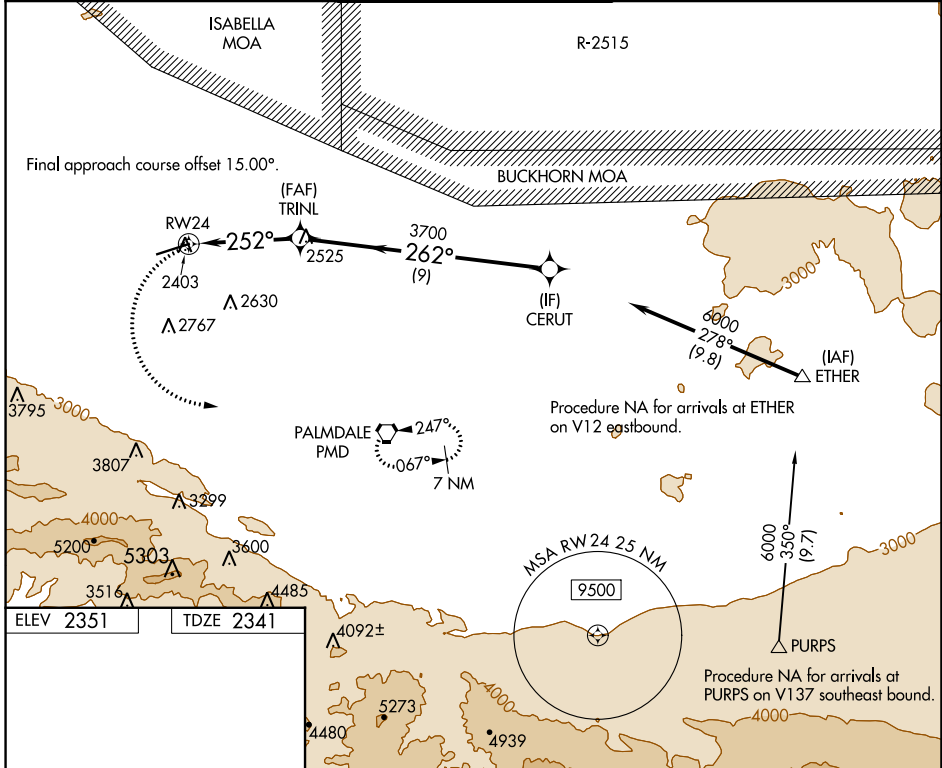 ISABELLA
MOA
R-2515
Final approach course offset 15.00°.
BUCKHORN MOA
(FAF)
TRINL
RW24
252°
2525
3700
262°
(9)
2403
(IF)
CERUT
3000
2630
2767
6000
278°
(9.8)
(IAF)
ETHER
3000
3795
Procedure NA for arrivals at ETHER
on V12 eastbound.
PALMDALE
PMD
247°
067°
7 NM
3807
3299
4000
5200
5303
3600
3516
4485
MSA RW24 25 NM
9500
6000
350°
(9.7)
3000
ELEV 2351
TDZE 2341
4092±
PURPS
Procedure NA for arrivals at
PURPS on V137 southeast bound.
4000
5273
4480
4939
4000